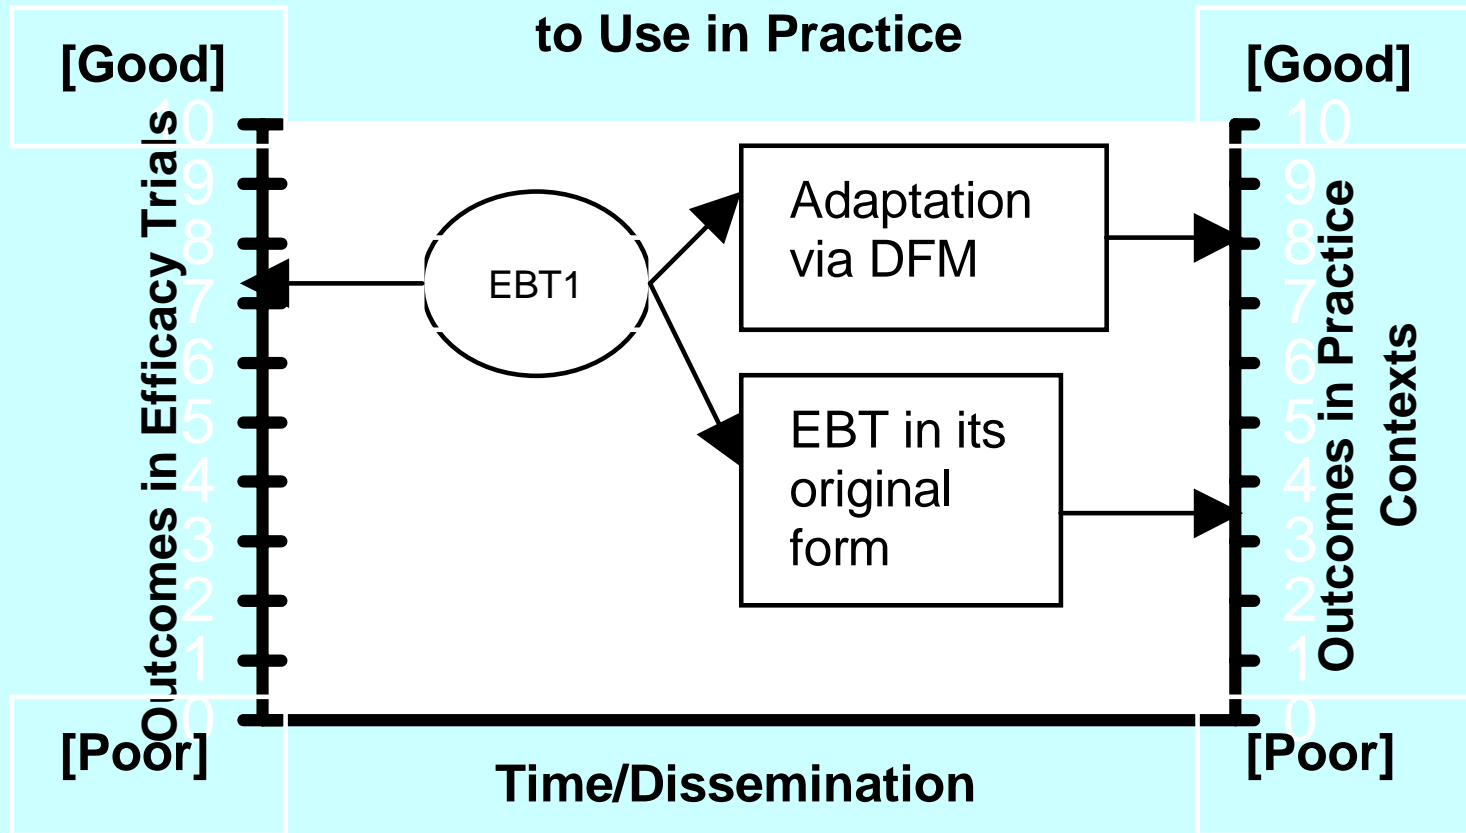 to Use in Practice
[Good]
[Good]
Outcomes in Efficacy Trials
10
9
8
7
6
5
4
3
2
1
0
EBT1
Adaptation
via DFM
EBT in its
original
form
10
9
8
7
6
5
4
3
2
1
0
Outcomes in Practice
Contexts
[Poor]
[Poor]
Time/Dissemination